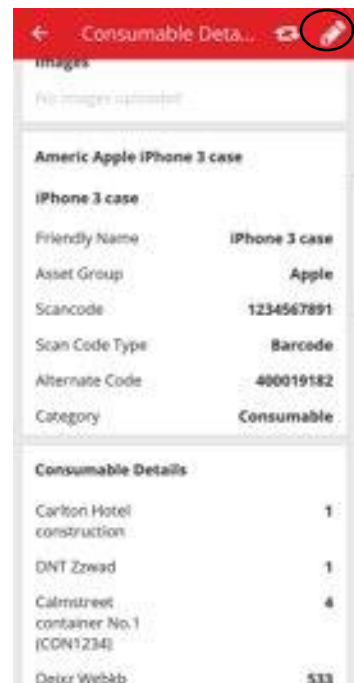 Consumable Deta...
Images
No images uploaded
Americ Apple iPhone 3 case
iPhone 3 case
Friendly Name iPhone 3 case
Asset Group Apple
Scancode 1234567891
Scan Code Type Barcode
Alternate Code 400019182
Category Consumable
Consumable Details
Carlton Hotel 1
construction
DNT Zzwad 1
Calmstreet 4
container No.1
(CON1234)
533